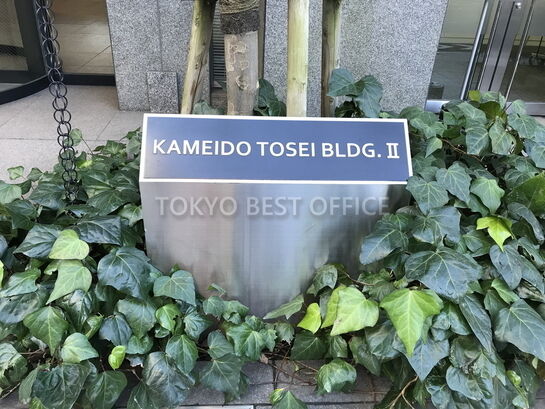 KAMEIDO TOSEI BLDG. Ⅱ
TOKYO BEST OFFICE